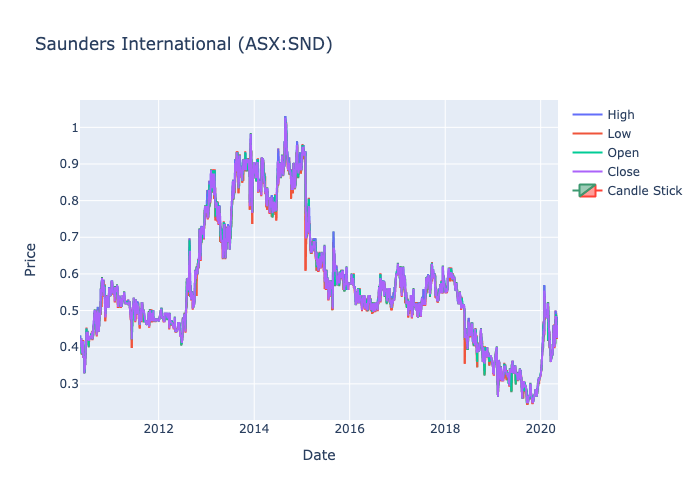 Saunders International (ASX:SND)
High
Low
Open
Close
Candle Stick
Price
1
0.9
0.8
0.7
0.6
0.5
0.4
0.3
2012
2014
2016
2018
2020
Date